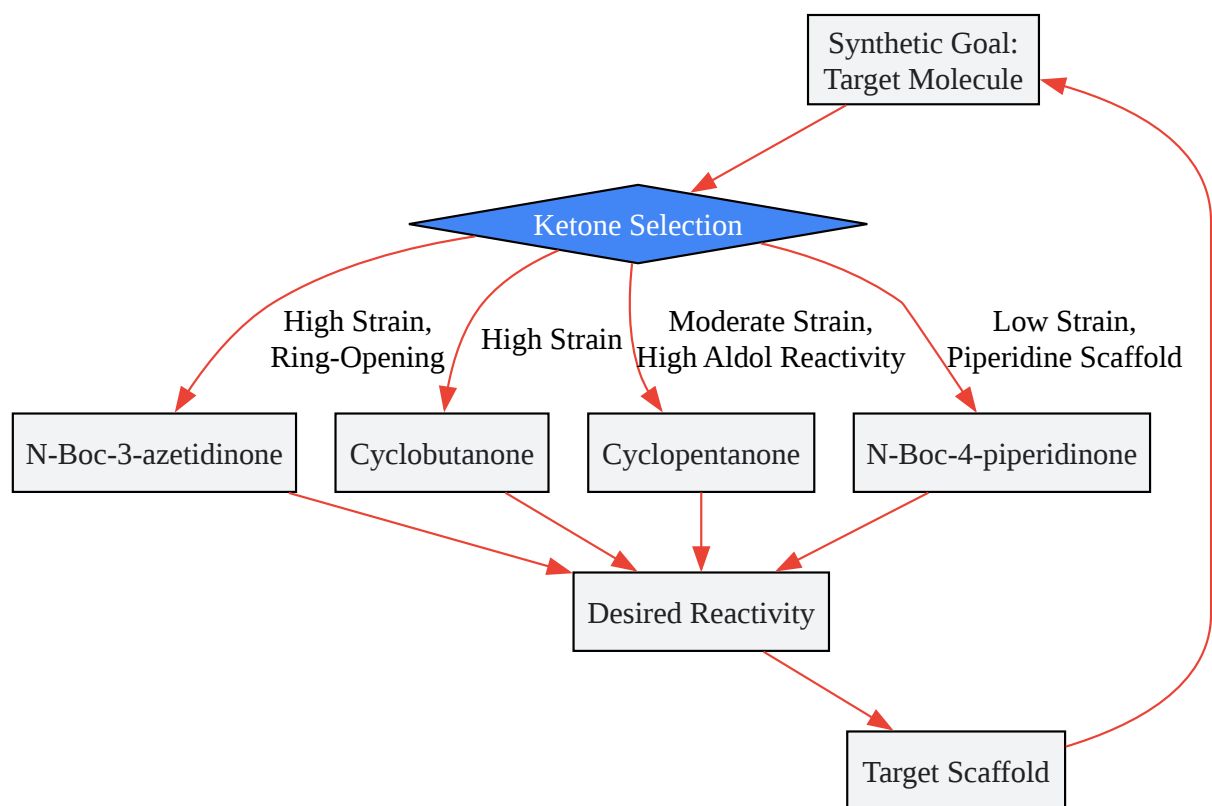 Synthetic Goal:
Target Molecule
Ketone Selection
High Strain,
Ring-Opening
High Strain
Moderate Strain,
High Aldol Reactivity
Low Strain,
Piperidine Scaffold
N-Boc-3-azetidinone
Cyclobutanone
Cyclopentanone
N-Boc-4-piperidinone
Desired Reactivity
Target Scaffold